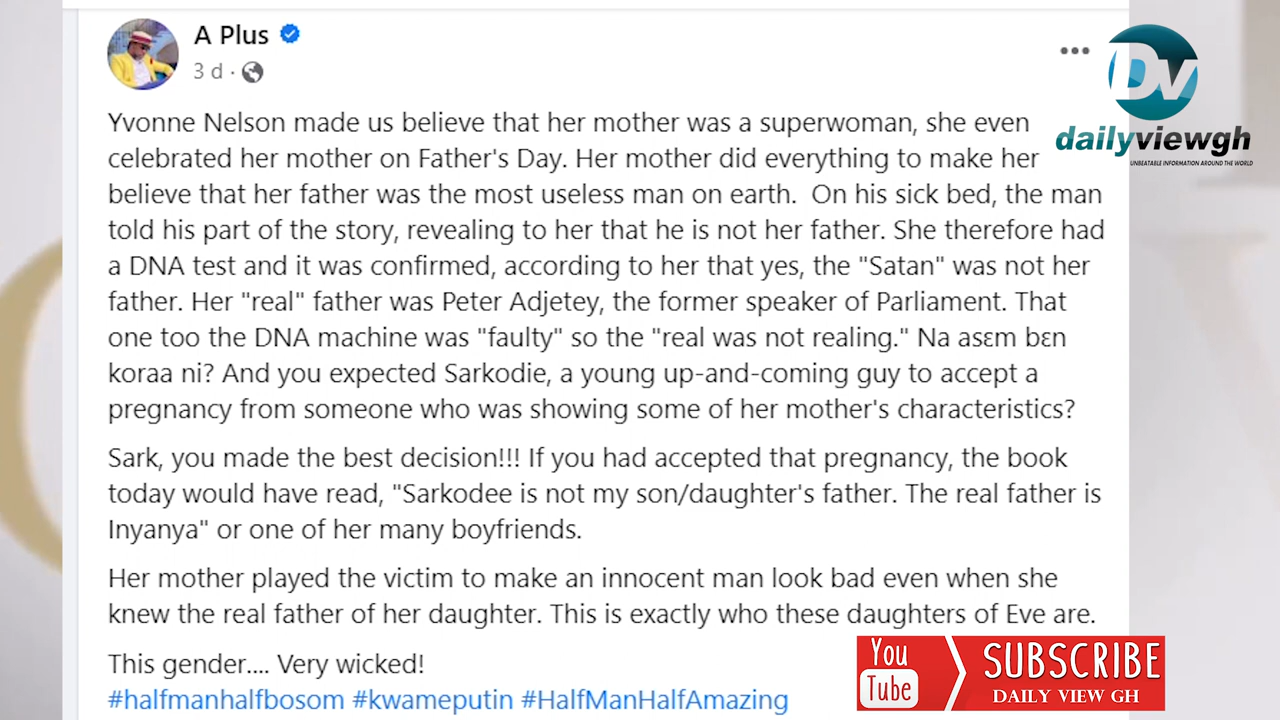 A Plus
3 d ·
Dv
dailyviewgh
UNBEATABLE INFORMATION AROUND THE WORLD
Yvonne Nelson made us believe that her mother was a superwoman, she even
celebrated her mother on Father's Day. Her mother did everything to make her
believe that her father was the most useless man on earth.  On his sick bed, the man
told his part of the story, revealing to her that he is not her father. She therefore had
a DNA test and it was confirmed, according to her that yes, the "Satan" was not her
father. Her "real" father was Peter Adjetey, the former speaker of Parliament. That
one too the DNA machine was "faulty" so the "real was not realing." Na asɛm bɛn
koraa ni? And you expected Sarkodie, a young up-and-coming guy to accept a
pregnancy from someone who was showing some of her mother's characteristics?
Sark, you made the best decision!!! If you had accepted that pregnancy, the book
today would have read, "Sarkodee is not my son/daughter's father. The real father is
Inyanya" or one of her many boyfriends.
Her mother played the victim to make an innocent man look bad even when she
knew the real father of her daughter. This is exactly who these daughters of Eve are.
This gender.... Very wicked!
#halfmanhalfbosom #kwameputin #HalfManHalfAmazing
You
Tube
SUBSCRIBE
DAILY VIEW GH